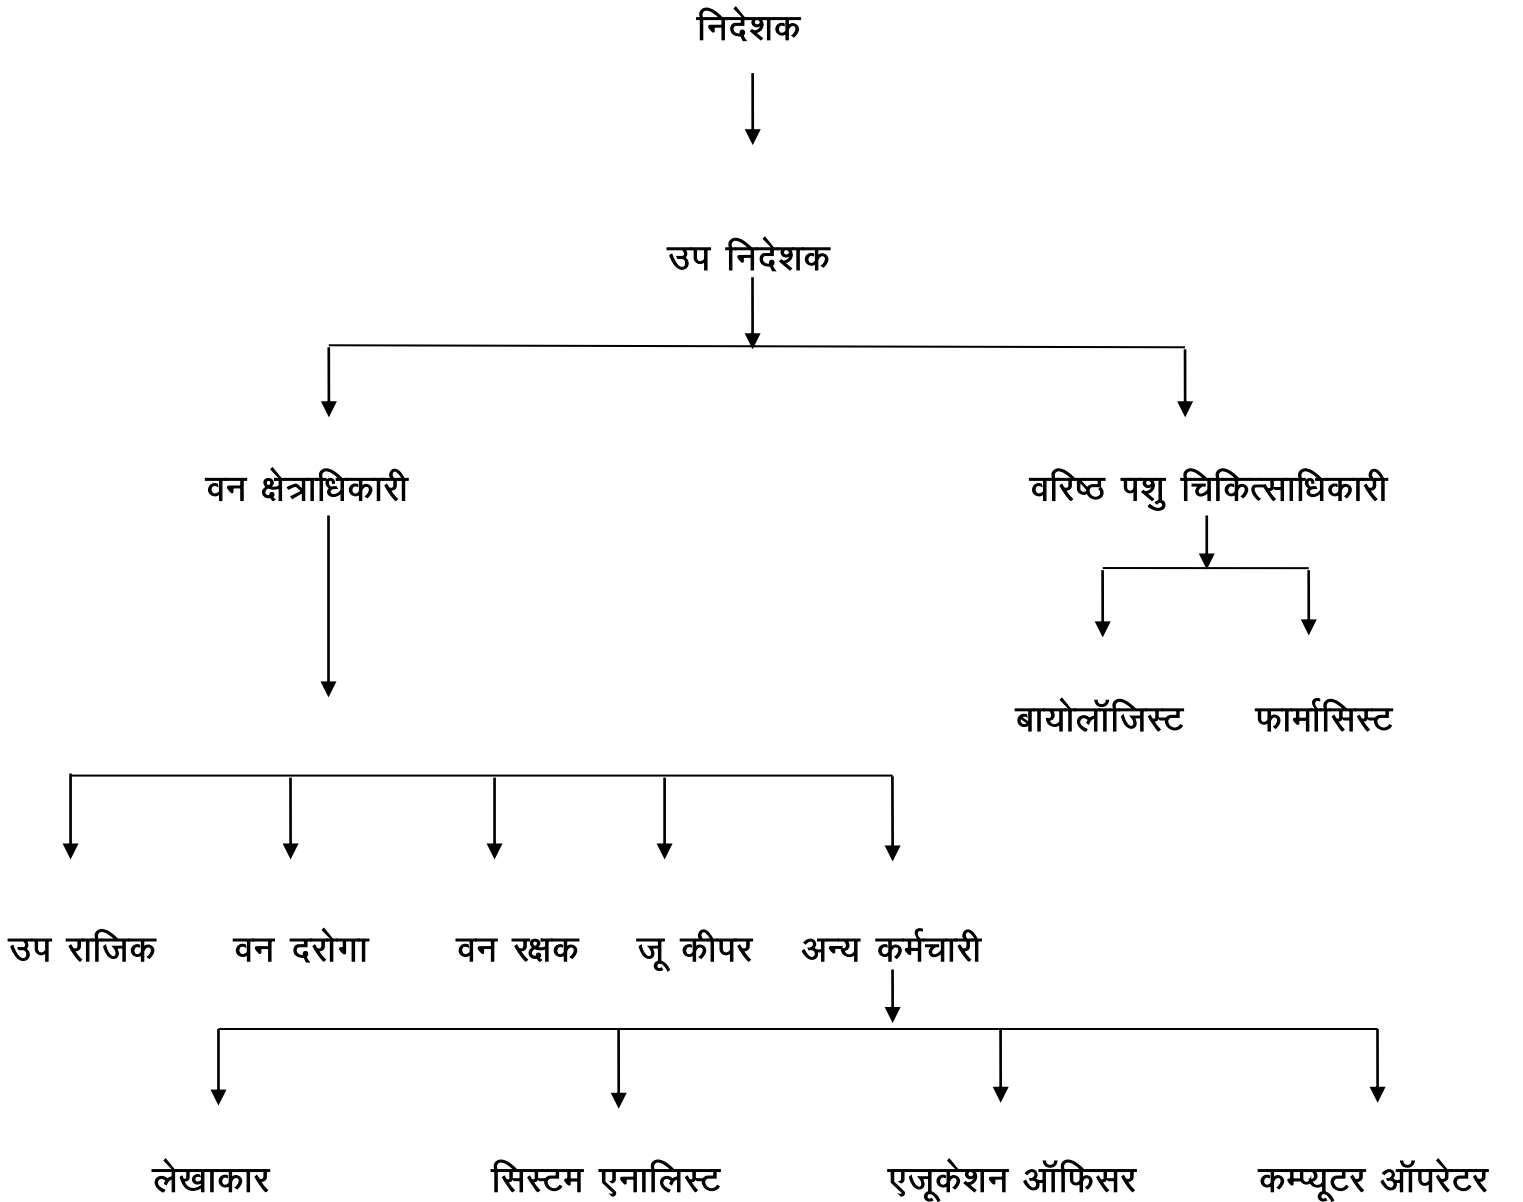 निदेशक
उप निदेशक
वन क्षेत्राधिकारी वरिष्ठ पशु चिकित्साधिकारी
बायोलॉजिस्ट फार्मासिस्ट
उप राजिक वन दरोगा वन रक्षक जू कीपर अन्य कर्मचारी
लेखाकार सिस्टम एनालिस्ट एजूकेशन ऑफिसर कम्प्यूटर ऑपरेटर